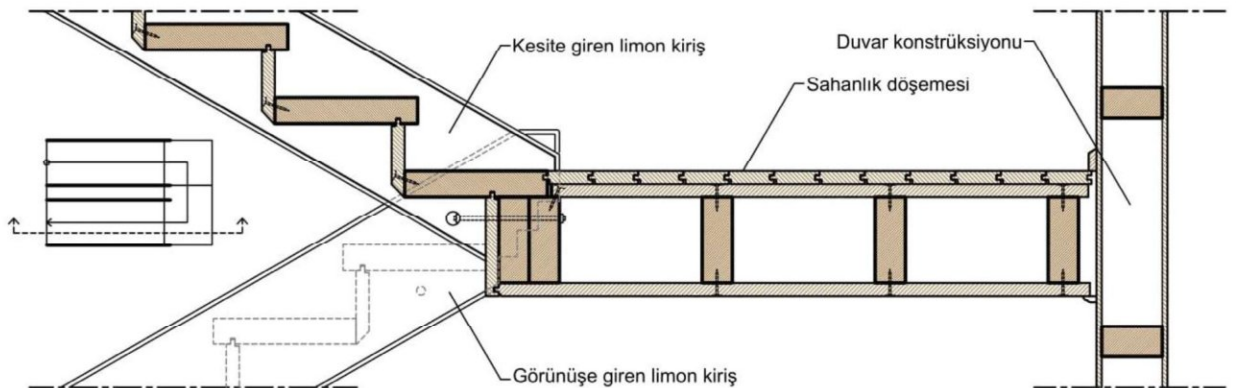 Kesite giren limon kiriş
Duvar konstrüksiyonu
Sahanlık döşemesi
Görünüşe giren limon kiriş